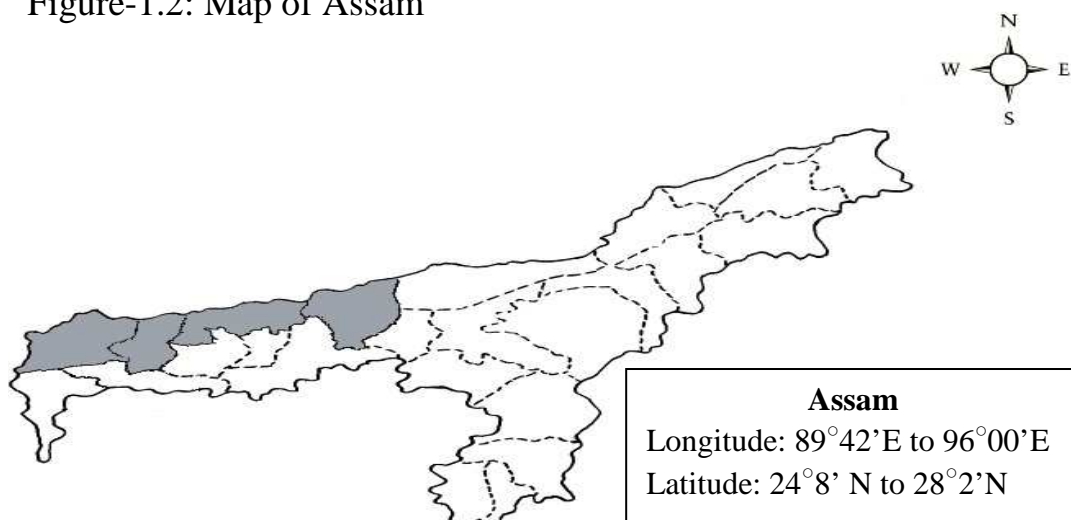 Figure-1.2: Map of Assam
N
W E
S
Assam
Longitude: 89°42’E to 96°00’E
Latitude: 24°8’ N to 28°2’N